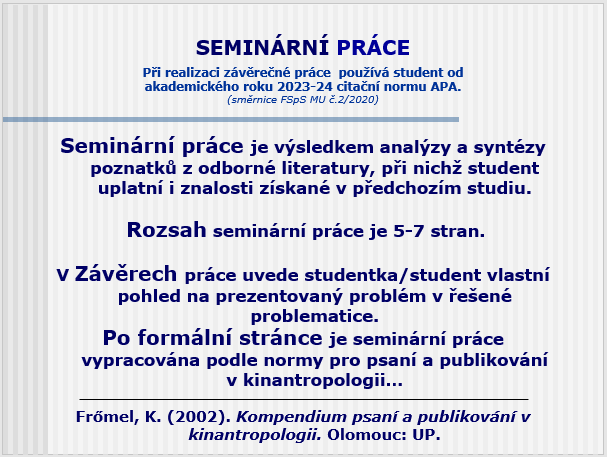 SEMINÁRNÍ PRÁCE
Při realizaci závěrečné práce používá student od
akademického roku 2023-24 citační normu APA.
(směrnice FSpS MU č.2/2020)
Seminární práce je výsledkem analýzy a syntézy
poznatků z odborné literatury, při nichž student
uplatní i znalosti získané v předchozím studiu.
Rozsah seminární práce je 5-7 stran.
V Závěrech práce uvede studentka/student vlastní
pohled na prezentovaný problém v řešené
problematice.
Po formální stránce je seminární práce
vypracována podle normy pro psaní a publikování
v kinantropologii...
Frőmel, K. (2002). Kompendium psaní a publikování v
kinantropologii. Olomouc: UP.